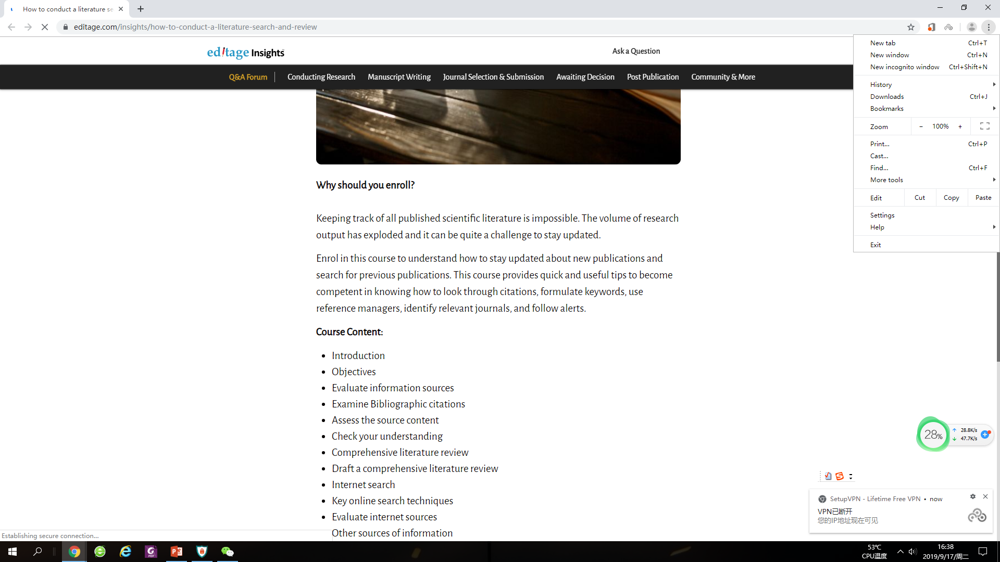 How to conduct a literature se
editage.com/insights/how-to-conduct-a-literature-search-and-review
editage Insights
Ask a Question
Q&A Forum
Conducting Research
Manuscript Writing
Journal Selection & Submission
Awaiting Decision
Post Publication
Community & More
New tab Ctrl+T
New window Ctrl+N
New incognito window Ctrl+Shift+N
History
Downloads Ctrl+J
Bookmarks
Zoom - 100% +
Print... Ctrl+P
Cast...
Find... Ctrl+F
More tools
Edit Cut Copy Paste
Settings
Help
Exit
Why should you enroll?
Keeping track of all published scientific literature is impossible. The volume of research
output has exploded and it can be quite a challenge to stay updated.
Enrol in this course to understand how to stay updated about new publications and
search for previous publications. This course provides quick and useful tips to become
competent in knowing how to look through citations, formulate keywords, use
reference managers, identify relevant journals, and follow alerts.
Course Content:
Introduction
Objectives
Evaluate information sources
Examine Bibliographic citations
Assess the source content
Check your understanding
Comprehensive literature review
Draft a comprehensive literature review
Internet search
Key online search techniques
Evaluate internet sources
Other sources of information
28%
28.8K/s
47.7K/s
SetupVPN - Lifetime Free VPN • now
VPN已断开
您的IP地址现在可见
Establishing secure connection...
53℃
CPU温度
16:38
2019/9/17/周二